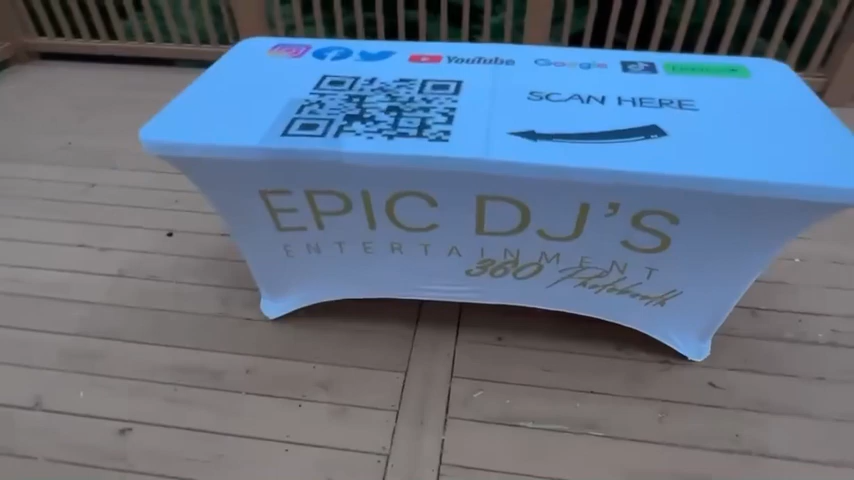 YouTube Google
SCAN HERE
EPIC DJ'S
ENTERTAINMENT
360 Photobooth